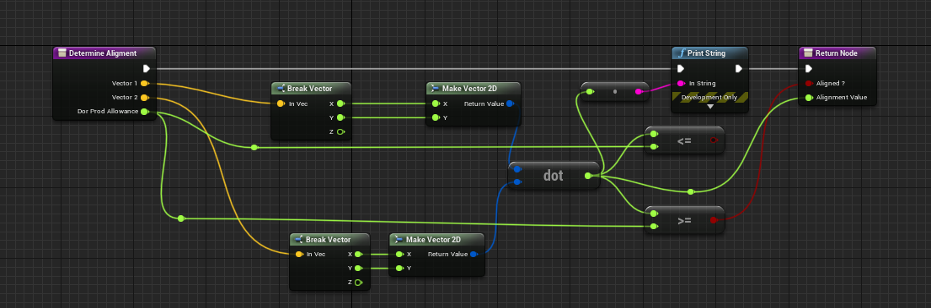 Determine Aligment
Vector 1
Vector 2
Dor Prod Allowance
Break Vector
In Vec
X
Y
Z
Make Vector 2D
X
Return Value
Y
Print String
In String
Development Only
Return Node
Aligned ?
Alignment Value
<=
dot
>=
Break Vector
In Vec
X
Y
Z
Make Vector 2D
X
Return Value
Y